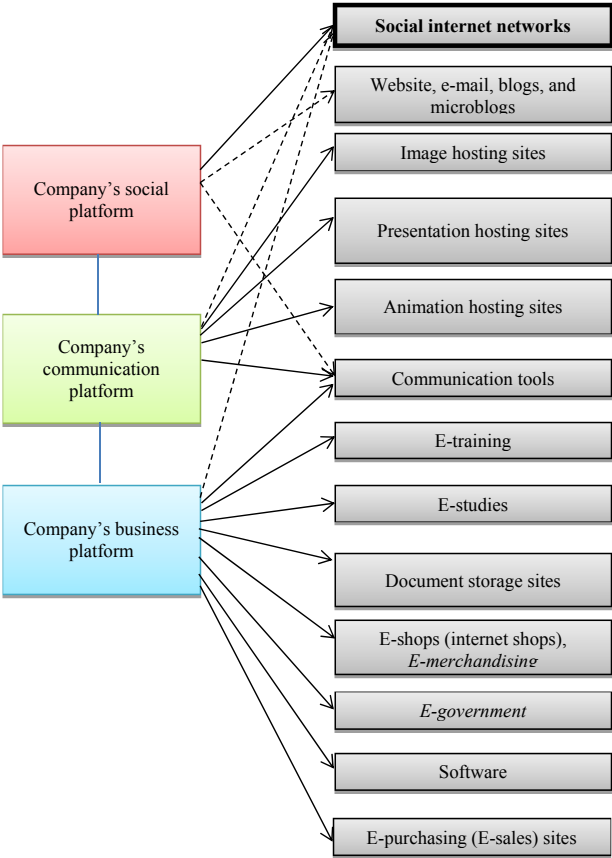 Social internet networks
Website, e-mail, blogs, and
microblogs
Image hosting sites
Company’s social
platform
Presentation hosting sites
Animation hosting sites
Company’s
communication
platform
Communication tools
E-training
E-studies
Company’s business
platform
Document storage sites
E-shops (internet shops),
E-merchandising
E-government
Software
E-purchasing (E-sales) sites